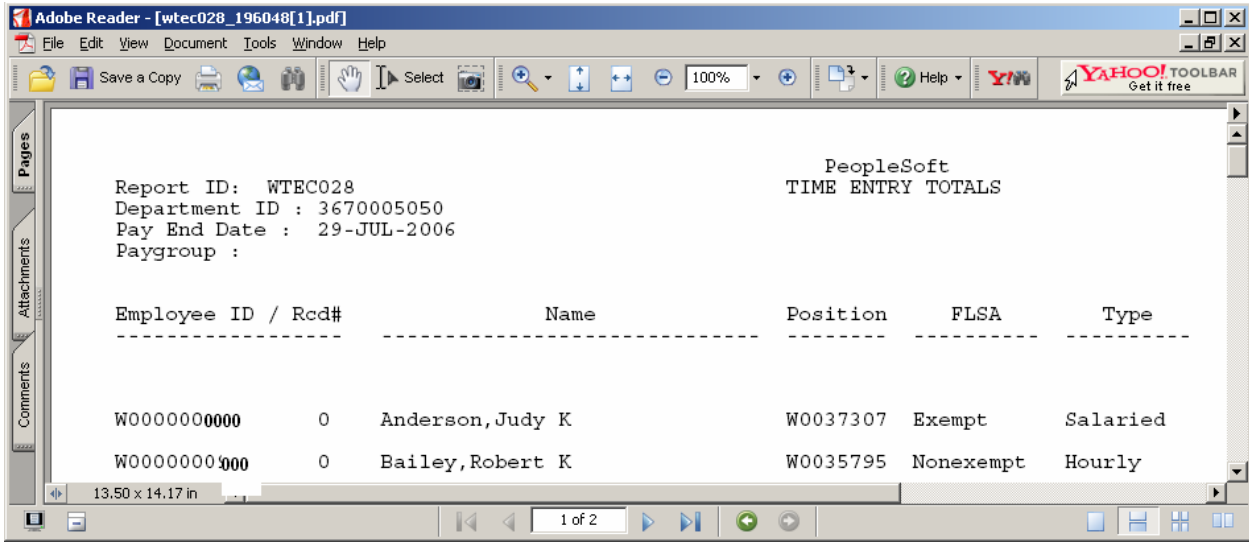 Adobe Reader - [wtec028_196048[1].pdf]
File Edit View Document Tools Window Help
Save a Copy Select 100% Help Y! YAHOO! TOOLBAR
Get it free
Pages
Attachments
Comments
PeopleSoft
Report ID: WTEC028 TIME ENTRY TOTALS
Department ID : 3670005050
Pay End Date : 29-JUL-2006
Paygroup :
Employee ID / Rcd# Name Position FLSA Type
W0000000000 0 Anderson,Judy K W0037307 Exempt Salaried
0 Bailey,Robert K W0035795 Nonexempt Hourly
13.50 x 14.17 in
1 of 2